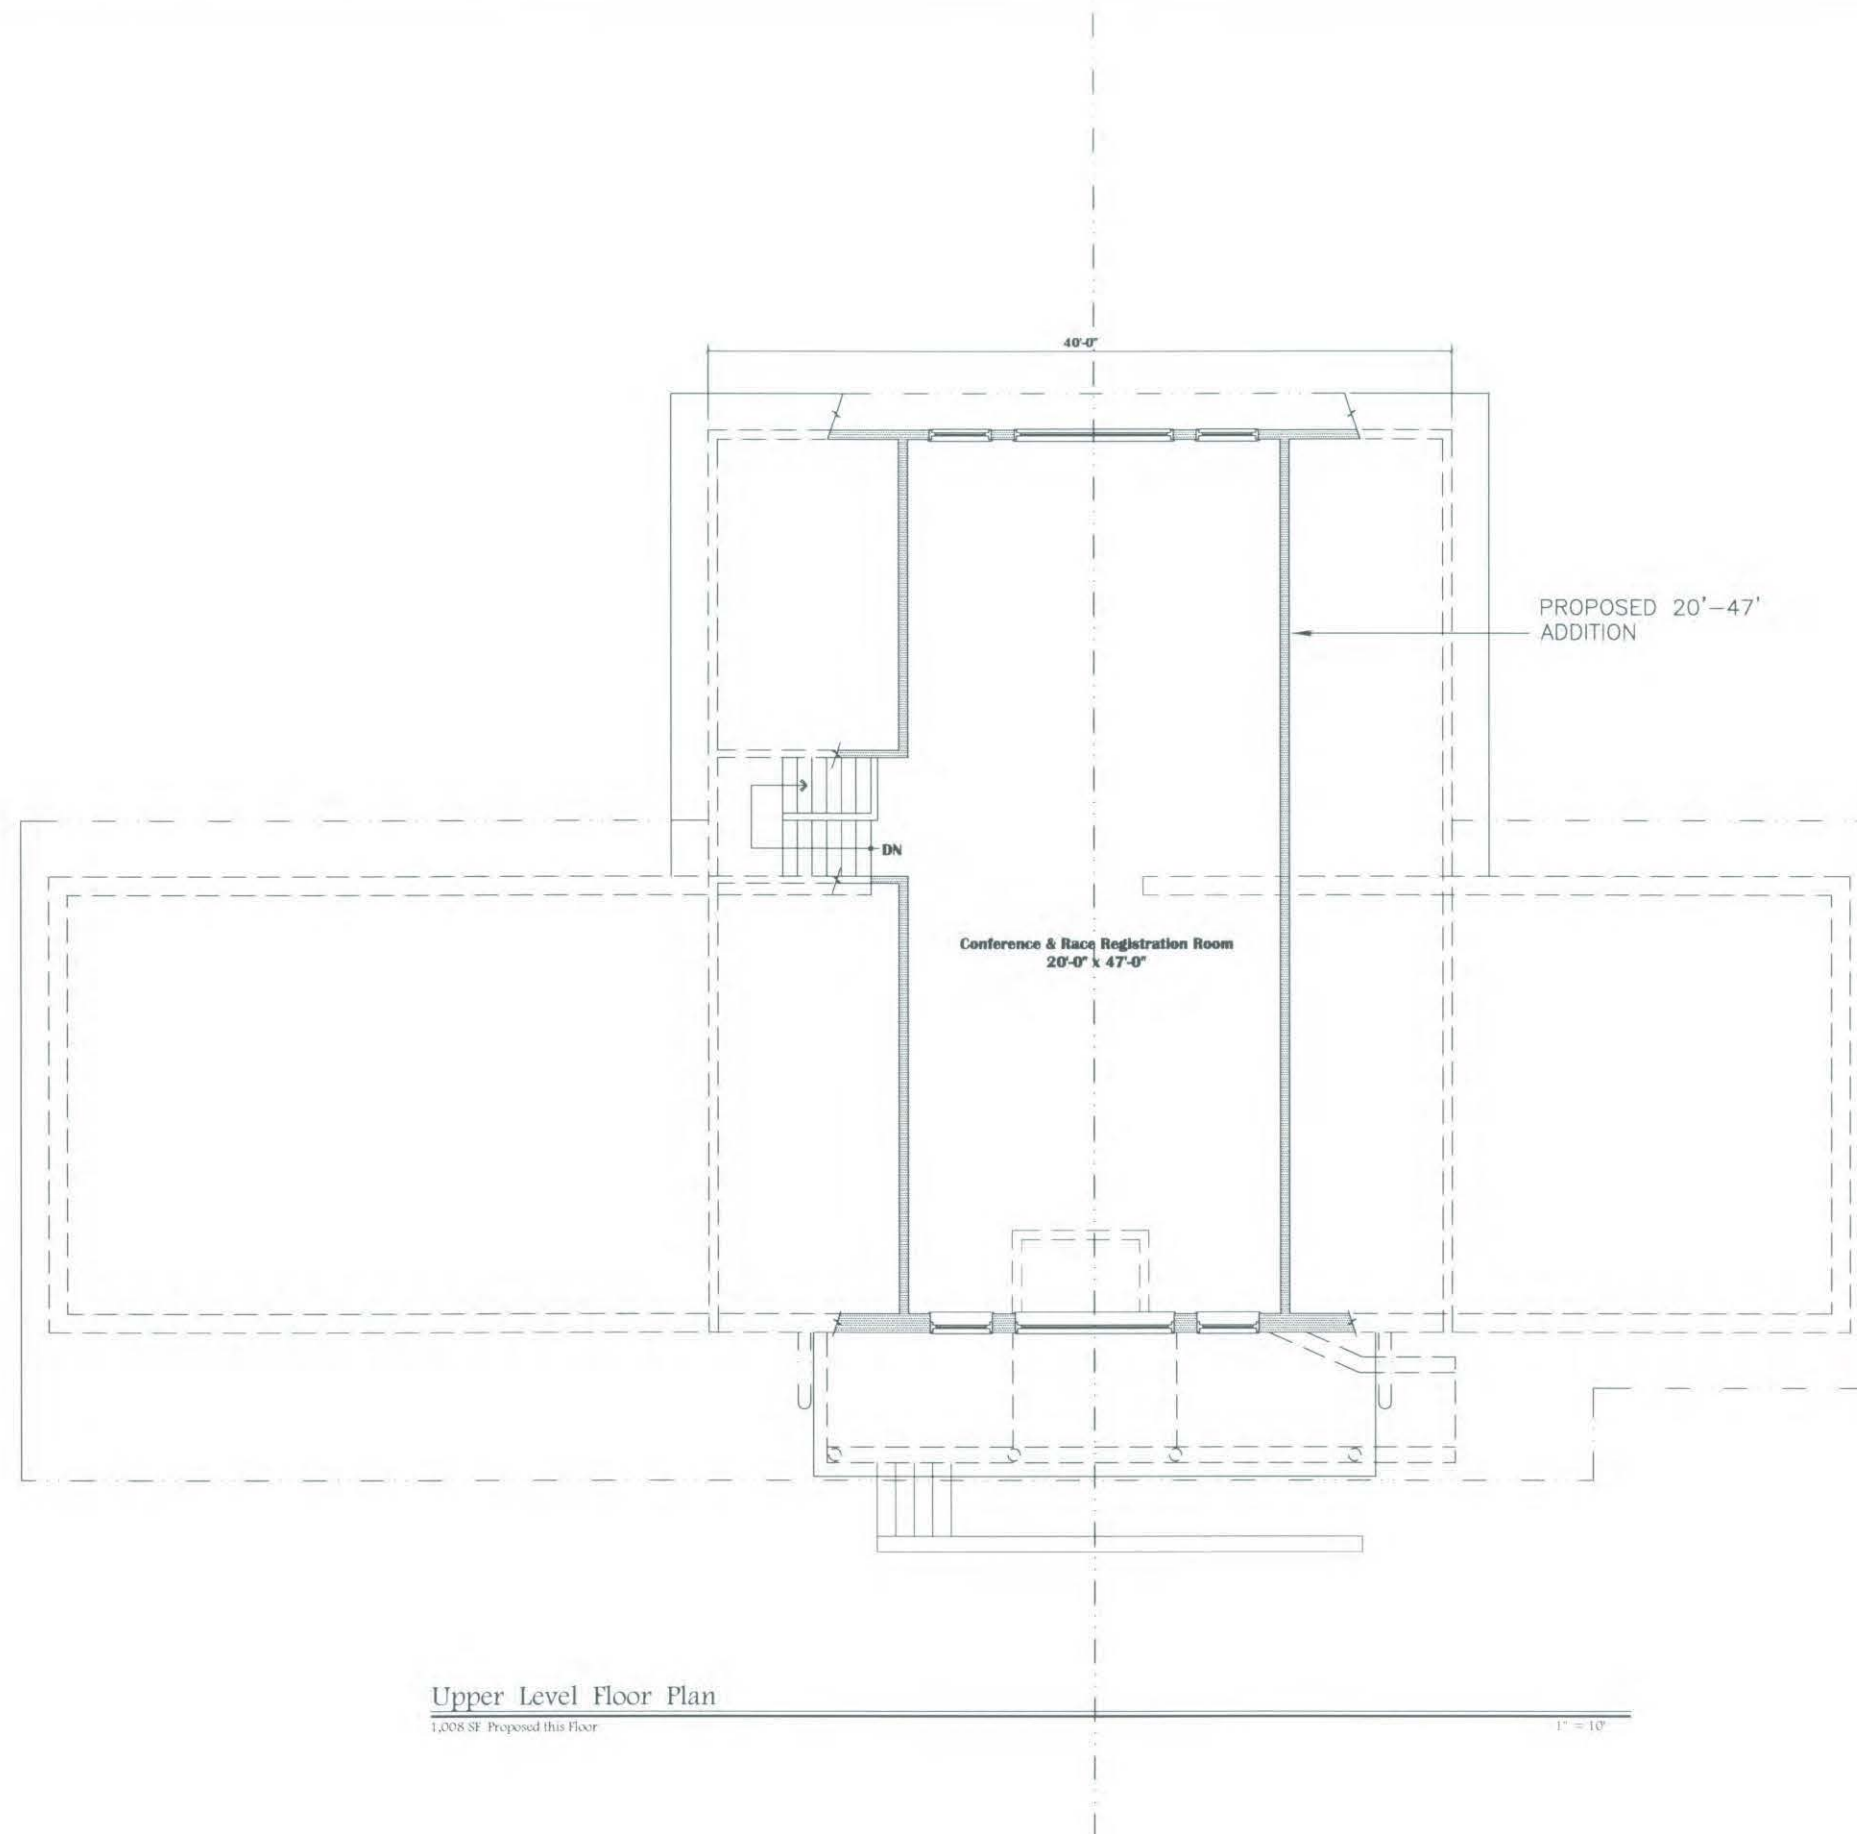 40'-0"
PROPOSED 20'-47'
ADDITION
DN
Conference & Race Registration Room
20'-0" x 47'-0"
Upper Level Floor Plan
1,008 SF Proposed this Floor
1" = 10'